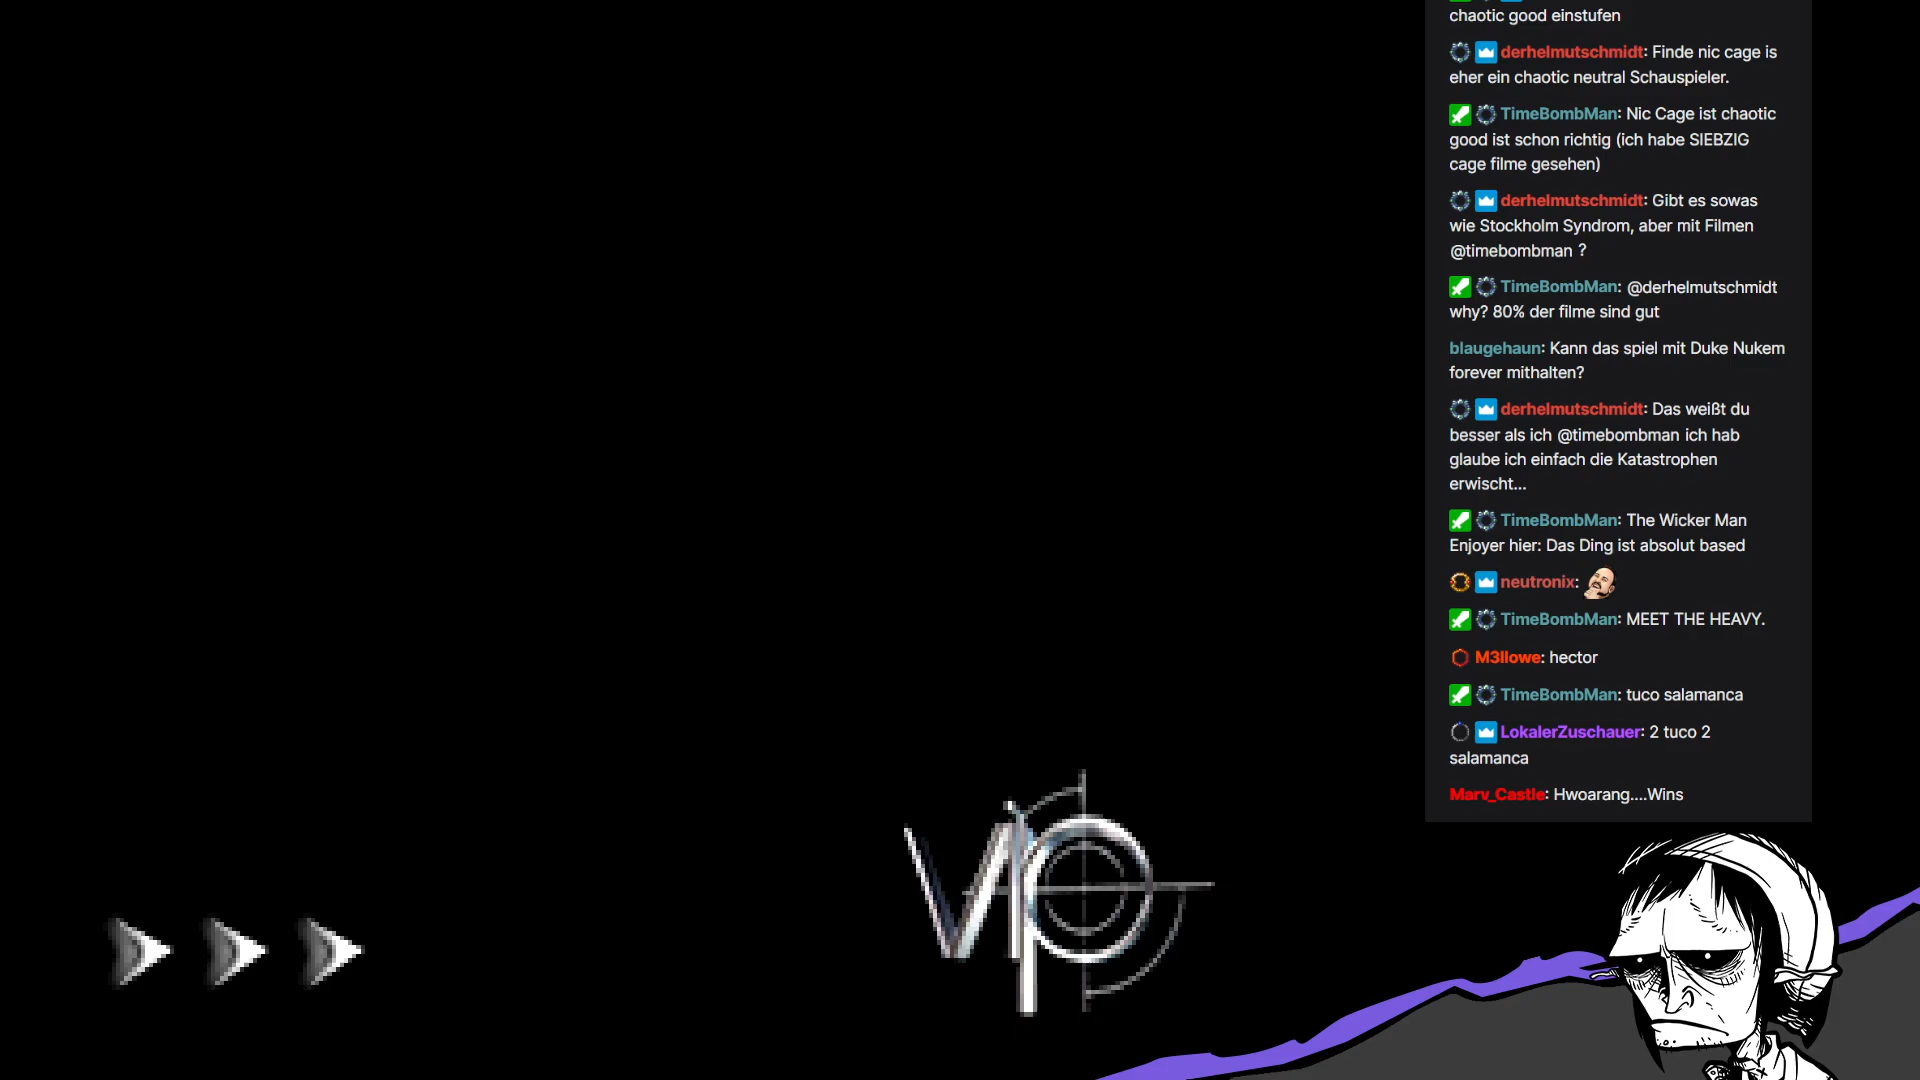 chaotic good einstufen
derhelmutschmidt: Finde nic cage is
eher ein chaotic neutral Schauspieler.
TimeBombMan: Nic Cage ist chaotic
good ist schon richtig (ich habe SIEBZIG
cage filme gesehen)
derhelmutschmidt: Gibt es sowas
wie Stockholm Syndrom, aber mit Filmen
@timebombman ?
TimeBombMan: @derhelmutschmidt
why? 80% der filme sind gut
blaugehaun: Kann das spiel mit Duke Nukem
forever mithalten?
derhelmutschmidt: Das weißt du
besser als ich @timebombman ich hab
glaube ich einfach die Katastrophen
erwischt...
TimeBombMan: The Wicker Man
Enjoyer hier: Das Ding ist absolut based
neutronix:
TimeBombMan: MEET THE HEAVY.
M3llowe: hector
TimeBombMan: tuco salamanca
LokalerZuschauer: 2 tuco 2
salamanca
Marv_Castle: Hwoarang....Wins
vip